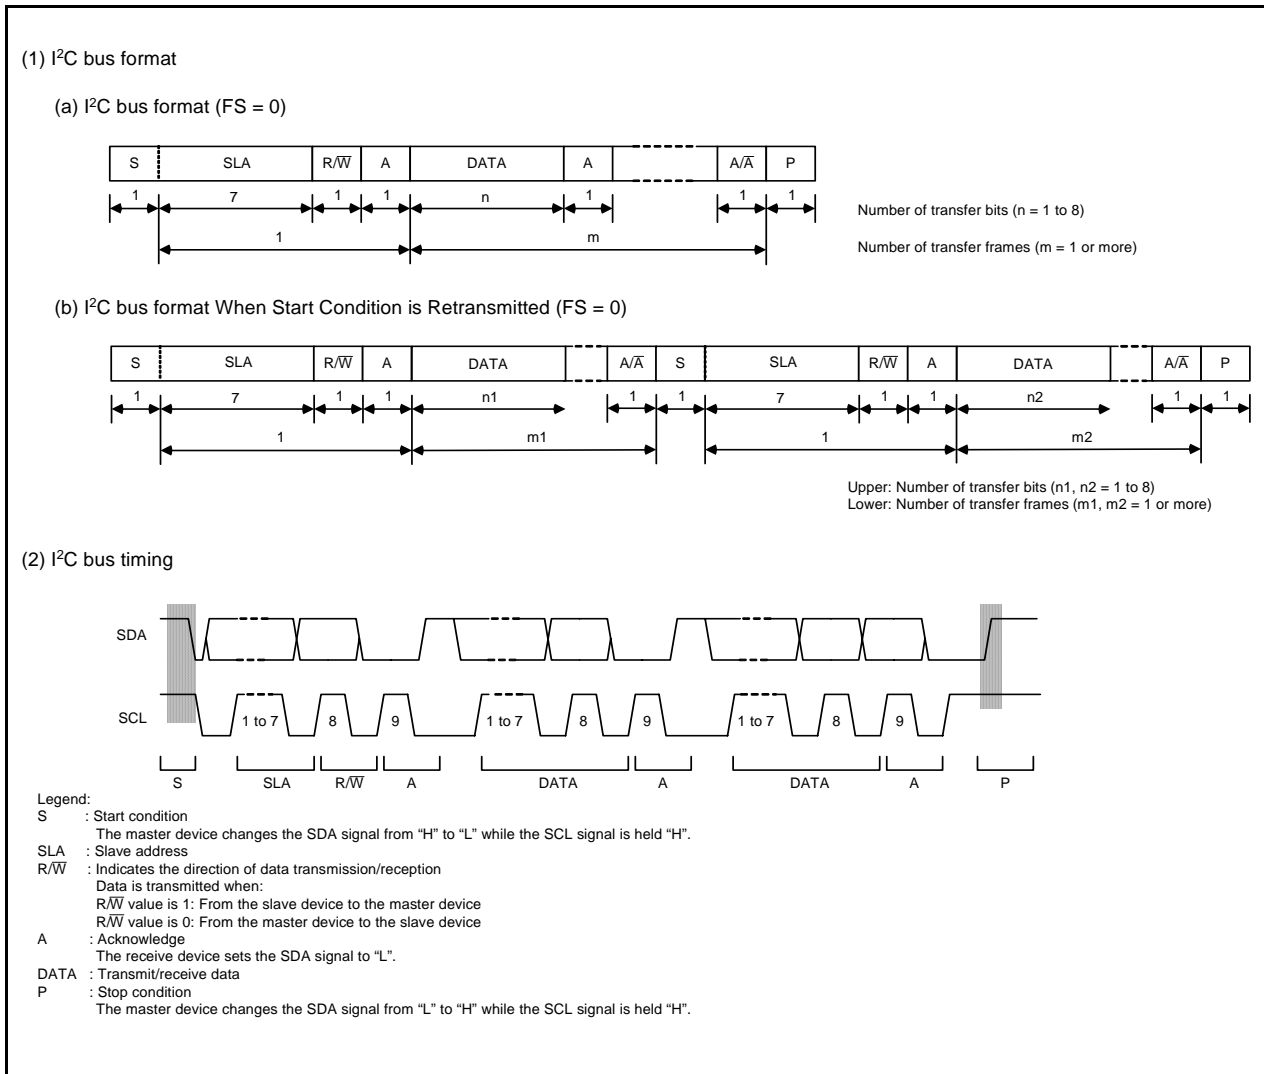 (1) I²C bus format
(a) I²C bus format (FS = 0)
S SLA R/W̅ A DATA A A/A̅ P
1 7 1 1 n 1 1 1
1 m
Number of transfer bits (n = 1 to 8)
Number of transfer frames (m = 1 or more)
(b) I²C bus format When Start Condition is Retransmitted (FS = 0)
S SLA R/W̅ A DATA A/A̅ S SLA R/W̅ A DATA A/A̅ P
1 7 1 1 n1 1 1 7 1 1 n2 1 1
1 m1 1 m2
Upper: Number of transfer bits (n1, n2 = 1 to 8)
Lower: Number of transfer frames (m1, m2 = 1 or more)
(2) I²C bus timing
SDA
SCL 1 to 7 8 9 1 to 7 8 9 1 to 7 8 9
S SLA R/W̅ A DATA A DATA A P
Legend:
S : Start condition
The master device changes the SDA signal from “H” to “L” while the SCL signal is held “H”.
SLA : Slave address
R/W̅ : Indicates the direction of data transmission/reception
Data is transmitted when:
R/W̅ value is 1: From the slave device to the master device
R/W̅ value is 0: From the master device to the slave device
A : Acknowledge
The receive device sets the SDA signal to “L”.
DATA : Transmit/receive data
P : Stop condition
The master device changes the SDA signal from “L” to “H” while the SCL signal is held “H”.